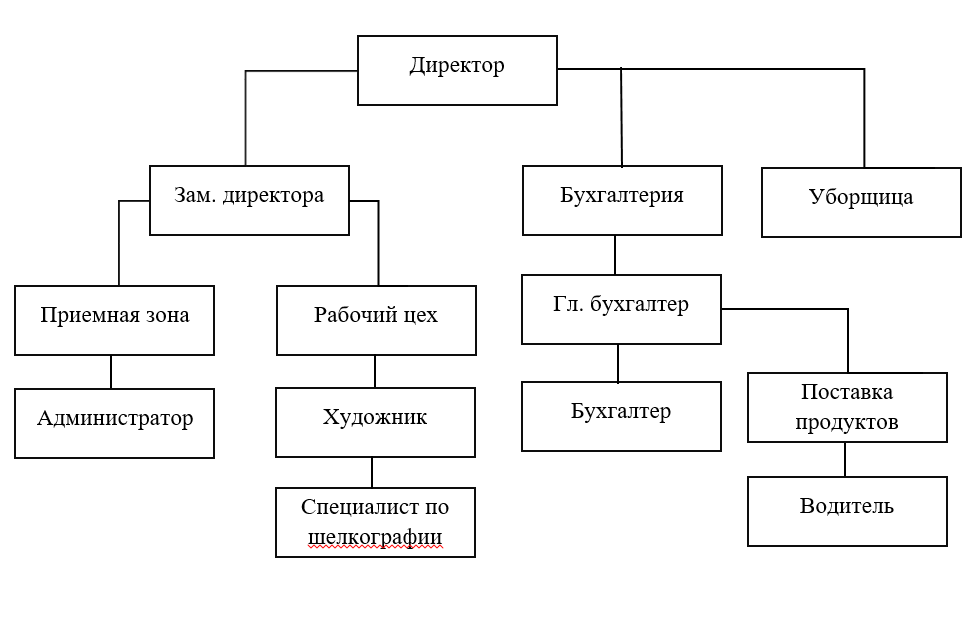 Директор
Зам. директора
Бухгалтерия
Уборщица
Приемная зона
Рабочий цех
Гл. бухгалтер
Администратор
Художник
Бухгалтер
Поставка
продуктов
Специалист по
шелкографии
Водитель